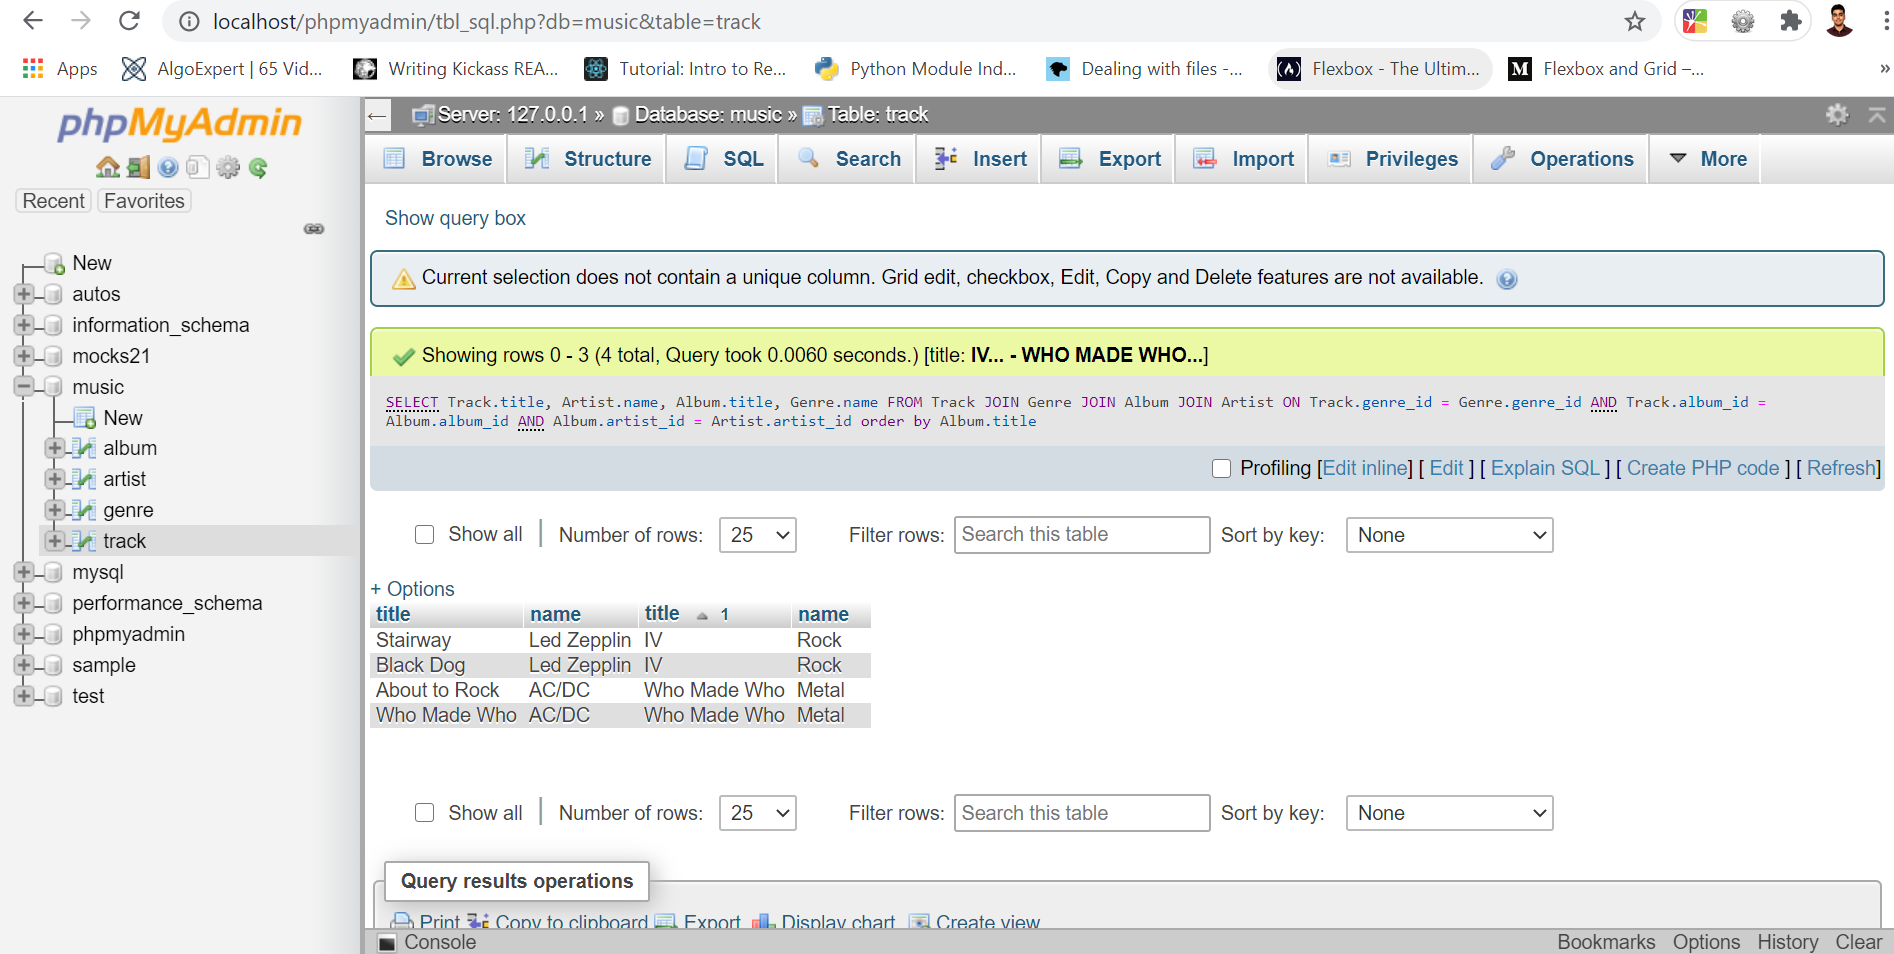 localhost/phpmyadmin/tbl_sql.php?db=music&table=track
Apps AlgoExpert | 65 Vid... Writing Kickass REA... Tutorial: Intro to Re... Python Module Ind... Dealing with files -... Flexbox - The Ultim... Flexbox and Grid –... »
phpMyAdmin
Recent Favorites
New
autos
information_schema
mocks21
music
New
album
artist
genre
track
mysql
performance_schema
phpmyadmin
sample
test
Server: 127.0.0.1 » Database: music » Table: track
Browse Structure SQL Search Insert Export Import Privileges Operations More
Show query box
Current selection does not contain a unique column. Grid edit, checkbox, Edit, Copy and Delete features are not available.
Showing rows 0 - 3 (4 total, Query took 0.0060 seconds.) [title: IV... - WHO MADE WHO...]
SELECT Track.title, Artist.name, Album.title, Genre.name FROM Track JOIN Genre JOIN Album JOIN Artist ON Track.genre_id = Genre.genre_id AND Track.album_id =
Album.album_id AND Album.artist_id = Artist.artist_id order by Album.title
Profiling [Edit inline] [ Edit ] [ Explain SQL ] [ Create PHP code ] [ Refresh]
Show all Number of rows: 25 Filter rows: Search this table Sort by key: None
+ Options
title name title 1 name
Stairway Led Zepplin IV Rock
Black Dog Led Zepplin IV Rock
About to Rock AC/DC Who Made Who Metal
Who Made Who AC/DC Who Made Who Metal
Show all Number of rows: 25 Filter rows: Search this table Sort by key: None
Query results operations
Print Copy to clipboard Export Display chart Create view
Console Bookmarks Options History Clear